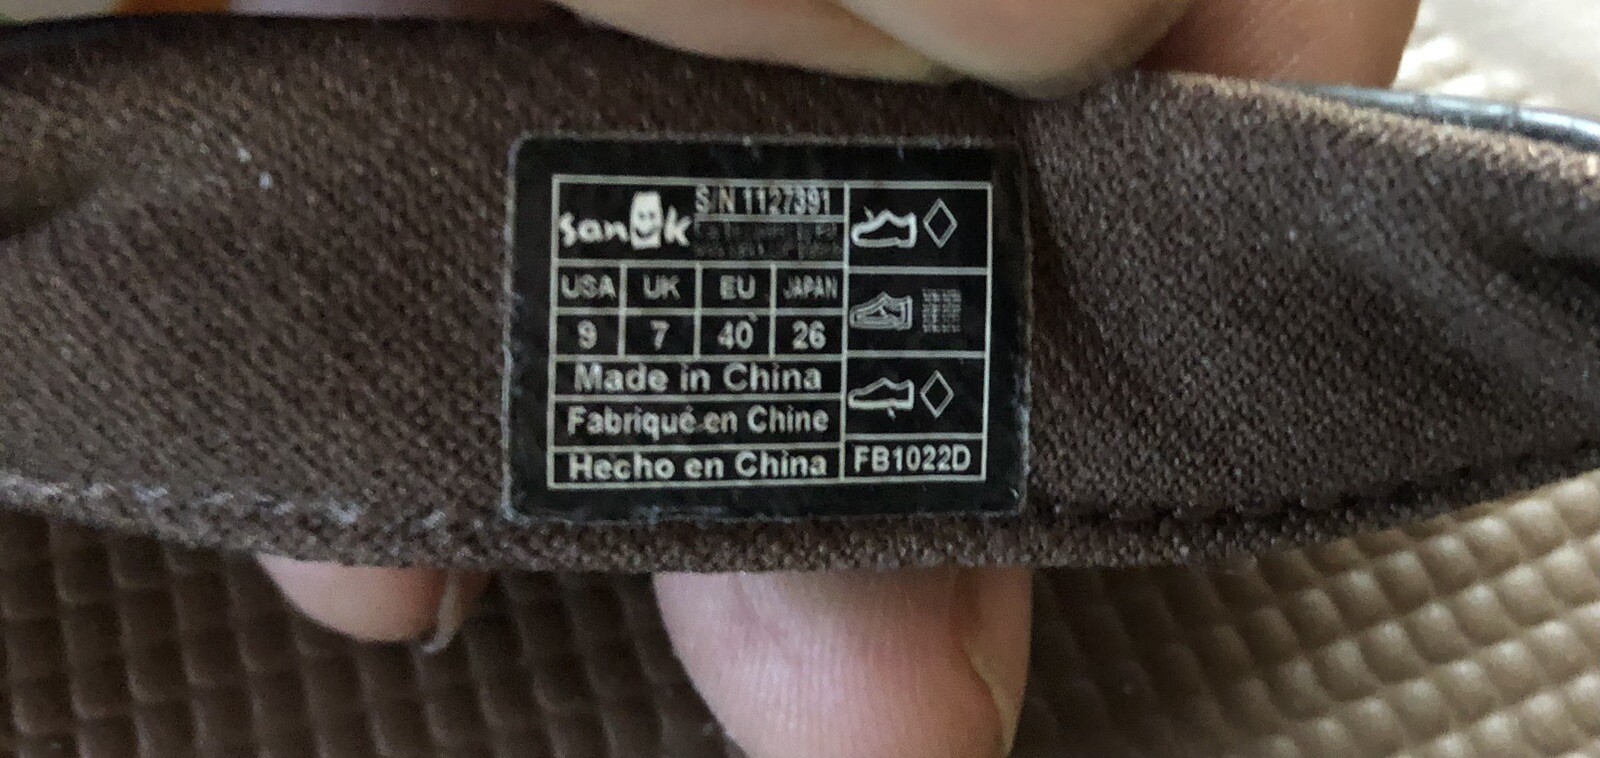 sanuk
S/N 1127391
USA UK EU JAPAN
9 7 40 26
Made in China
Fabriqué en Chine
Hecho en China
FB1022D